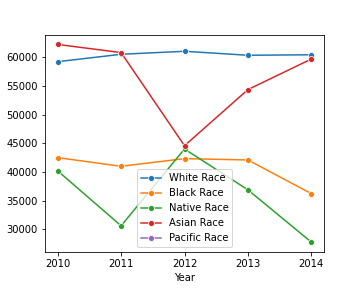 60000
55000
50000
45000
40000
35000
30000
White Race
Black Race
Native Race
Asian Race
Pacific Race
2010 2011 2012 2013 2014
Year